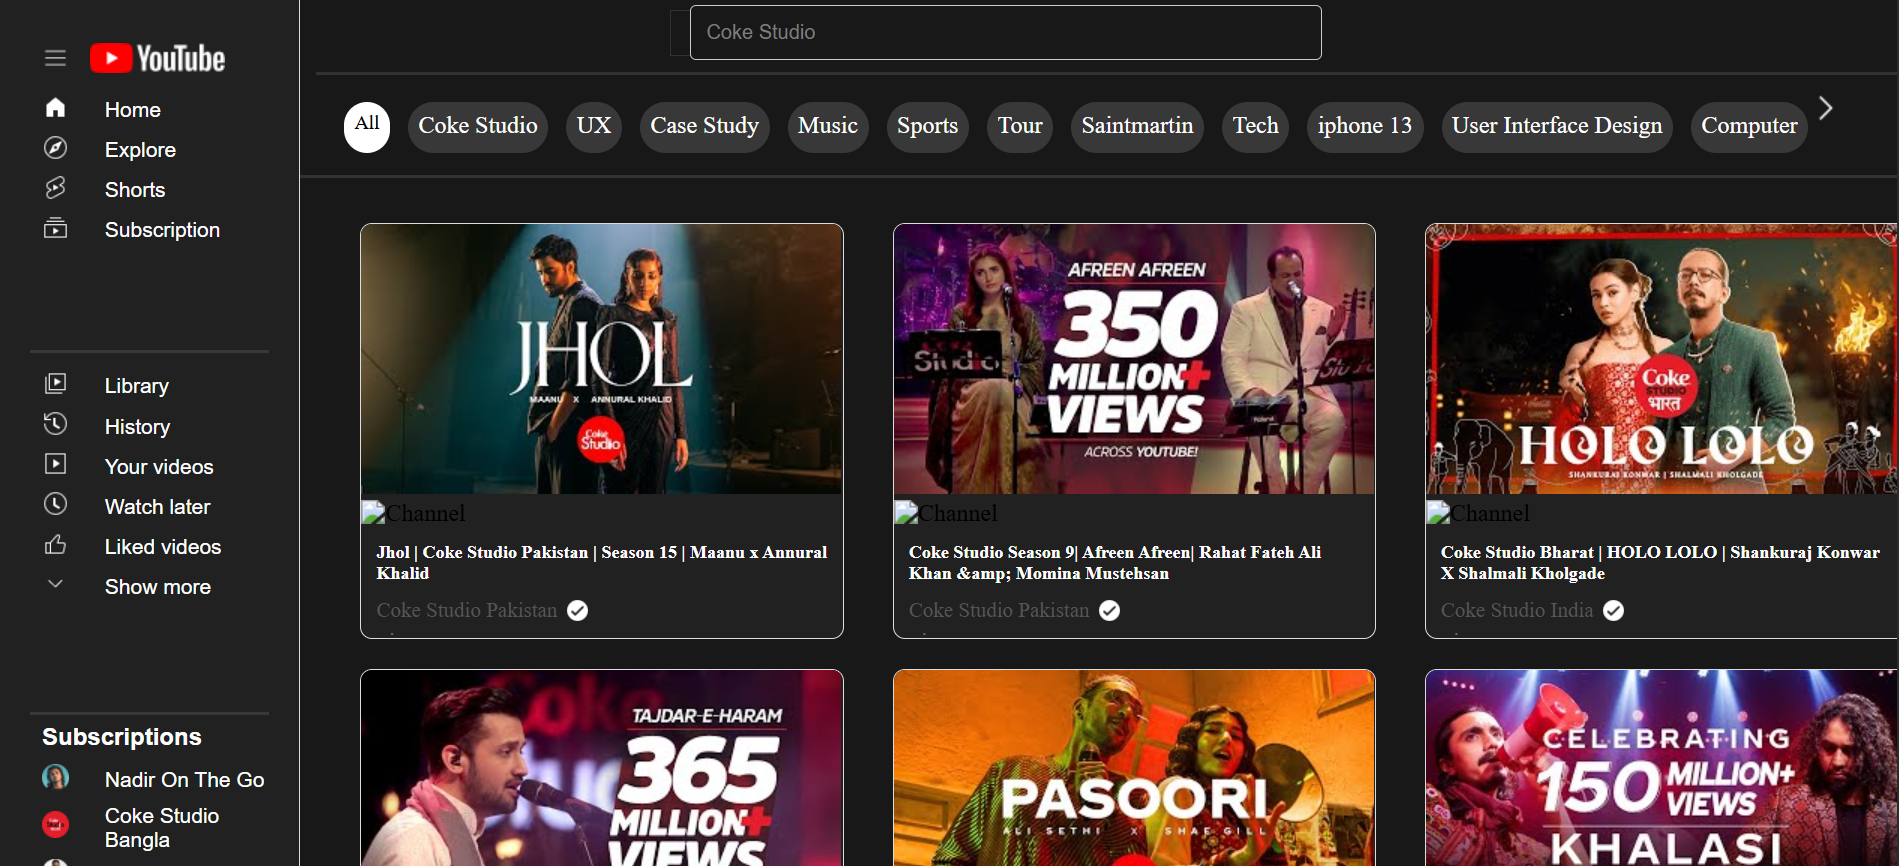 YouTube
Home
Explore
Shorts
Subscription
Library
History
Your videos
Watch later
Liked videos
Show more
Subscriptions
Nadir On The Go
Coke Studio
Bangla
Coke Studio
All
Coke Studio
UX
Case Study
Music
Sports
Tour
Saintmartin
Tech
iphone 13
User Interface Design
Computer
JHOL
MAANU X ANNURAL KHALID
Coke
Studio
Channel
Jhol | Coke Studio Pakistan | Season 15 | Maanu x Annural
Khalid
Coke Studio Pakistan
AFREEN AFREEN
350
MILLION+
VIEWS
ACROSS YOUTUBE!
Studio
Channel
Coke Studio Season 9| Afreen Afreen| Rahat Fateh Ali
Khan &amp; Momina Mustehsan
Coke Studio Pakistan
Coke
STUDIO
भारत
HOLO LOLO
SHANKURAJ KONWAR | SHALMALI KHOLGADE
Channel
Coke Studio Bharat | HOLO LOLO | Shankuraj Konwar
X Shalmali Kholgade
Coke Studio India
TAJDAR-E-HARAM
365
MILLION+
VIEWS
PASOORI
ALI SETHI X SHAE GILL
CELEBRATING
150 MILLION+
VIEWS
KHALASI